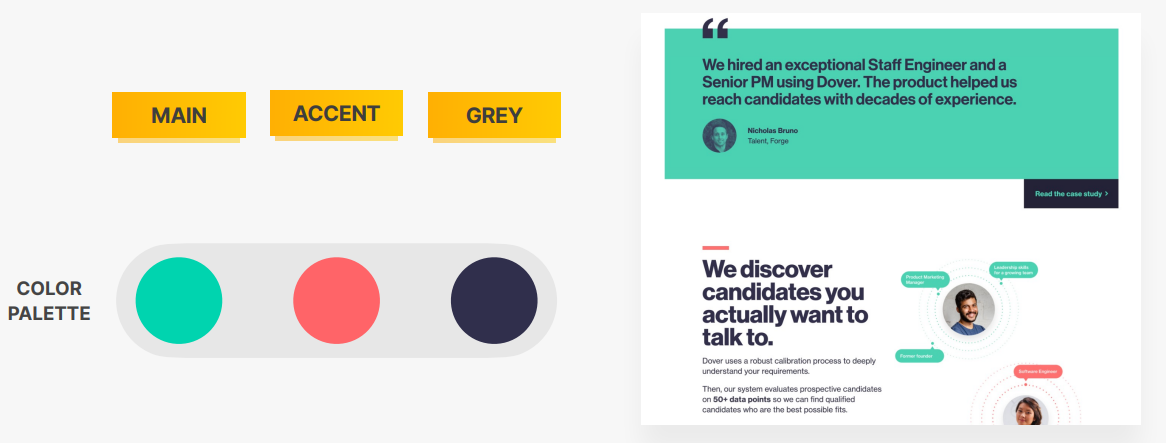 MAIN
ACCENT
GREY
COLOR
PALETTE
“
We hired an exceptional Staff Engineer and a
Senior PM using Dover. The product helped us
reach candidates with decades of experience.
Nicholas Bruno
Talent, Forge
Read the case study ›
We discover
candidates you
actually want to
talk to.
Dover uses a robust calibration process to deeply
understand your requirements.
Then, our system evaluates prospective candidates
on 50+ data points so we can find qualified
candidates who are the best possible fits.
Product Marketing
Manager
Leadership skills
for a growing team
Former founder
Software Engineer